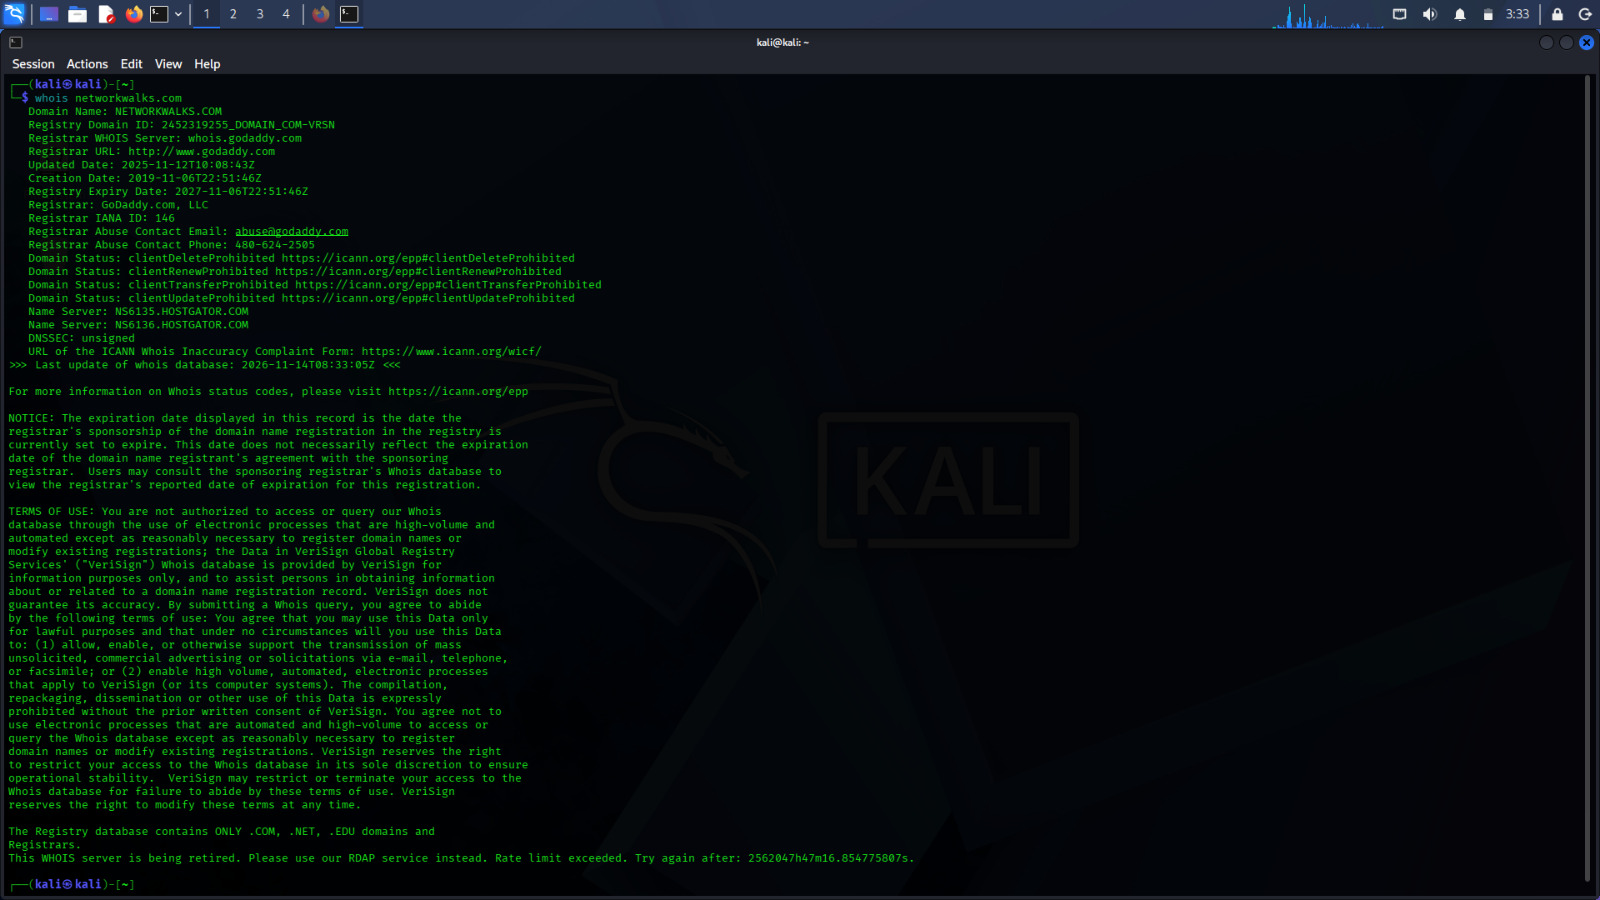 1 2 3 4 3:33
kali@kali: ~
Session Actions Edit View Help
┌──(kali㉿kali)-[~]
└─$ whois networkwalks.com
Domain Name: NETWORKWALKS.COM
Registry Domain ID: 2452319255_DOMAIN_COM-VRSN
Registrar WHOIS Server: whois.godaddy.com
Registrar URL: http://www.godaddy.com
Updated Date: 2025-11-12T10:08:43Z
Creation Date: 2019-11-06T22:51:46Z
Registry Expiry Date: 2027-11-06T22:51:46Z
Registrar: GoDaddy.com, LLC
Registrar IANA ID: 146
Registrar Abuse Contact Email: abuse@godaddy.com
Registrar Abuse Contact Phone: 480-624-2505
Domain Status: clientDeleteProhibited https://icann.org/epp#clientDeleteProhibited
Domain Status: clientRenewProhibited https://icann.org/epp#clientRenewProhibited
Domain Status: clientTransferProhibited https://icann.org/epp#clientTransferProhibited
Domain Status: clientUpdateProhibited https://icann.org/epp#clientUpdateProhibited
Name Server: NS6135.HOSTGATOR.COM
Name Server: NS6136.HOSTGATOR.COM
DNSSEC: unsigned
URL of the ICANN Whois Inaccuracy Complaint Form: https://www.icann.org/wicf/
>>> Last update of whois database: 2026-11-14T08:33:05Z <<<
For more information on Whois status codes, please visit https://icann.org/epp
NOTICE: The expiration date displayed in this record is the date the
registrar's sponsorship of the domain name registration in the registry is
currently set to expire. This date does not necessarily reflect the expiration
date of the domain name registrant's agreement with the sponsoring
registrar. Users may consult the sponsoring registrar's Whois database to
view the registrar's reported date of expiration for this registration.
KALI
TERMS OF USE: You are not authorized to access or query our Whois
database through the use of electronic processes that are high-volume and
automated except as reasonably necessary to register domain names or
modify existing registrations; the Data in VeriSign Global Registry
Services' ("VeriSign") Whois database is provided by VeriSign for
information purposes only, and to assist persons in obtaining information
about or related to a domain name registration record. VeriSign does not
guarantee its accuracy. By submitting a Whois query, you agree to abide
by the following terms of use: You agree that you may use this Data only
for lawful purposes and that under no circumstances will you use this Data
to: (1) allow, enable, or otherwise support the transmission of mass
unsolicited, commercial advertising or solicitations via e-mail, telephone,
or facsimile; or (2) enable high volume, automated, electronic processes
that apply to VeriSign (or its computer systems). The compilation,
repackaging, dissemination or other use of this Data is expressly
prohibited without the prior written consent of VeriSign. You agree not to
use electronic processes that are automated and high-volume to access or
query the Whois database except as reasonably necessary to register
domain names or modify existing registrations. VeriSign reserves the right
to restrict your access to the Whois database in its sole discretion to ensure
operational stability. VeriSign may restrict or terminate your access to the
Whois database for failure to abide by these terms of use. VeriSign
reserves the right to modify these terms at any time.
The Registry database contains ONLY .COM, .NET, .EDU domains and
Registrars.
This WHOIS server is being retired. Please use our RDAP service instead. Rate limit exceeded. Try again after: 2562047h47m16.854775807s.
┌──(kali㉿kali)-[~]